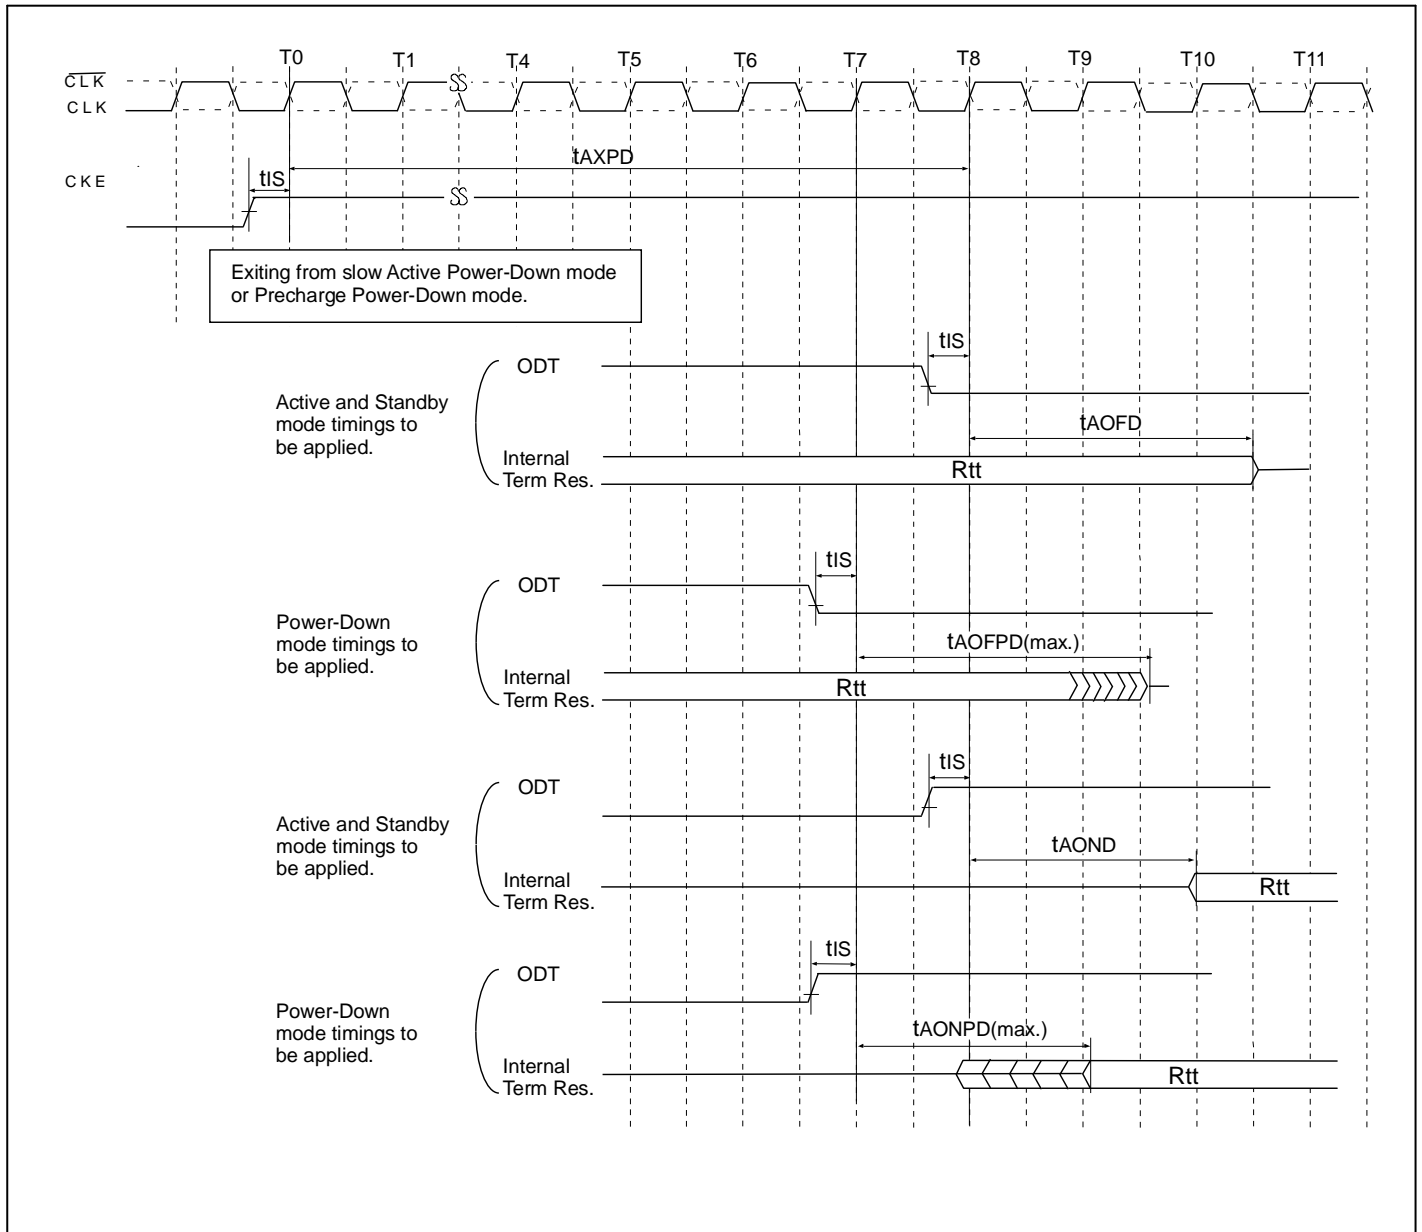 T0 T1 T4 T5 T6 T7 T8 T9 T10 T11
CLK
CLK
tAXPD
CKE
tIS
Exiting from slow Active Power-Down mode
or Precharge Power-Down mode.
tIS
ODT
Active and Standby
mode timings to
be applied.
tAOFD
Internal
Term Res.
Rtt
tIS
ODT
Power-Down
mode timings to
be applied.
tAOFPD(max.)
Internal
Term Res.
Rtt
tIS
ODT
Active and Standby
mode timings to
be applied.
tAOND
Internal
Term Res.
Rtt
tIS
ODT
Power-Down
mode timings to
be applied.
tAONPD(max.)
Internal
Term Res.
Rtt